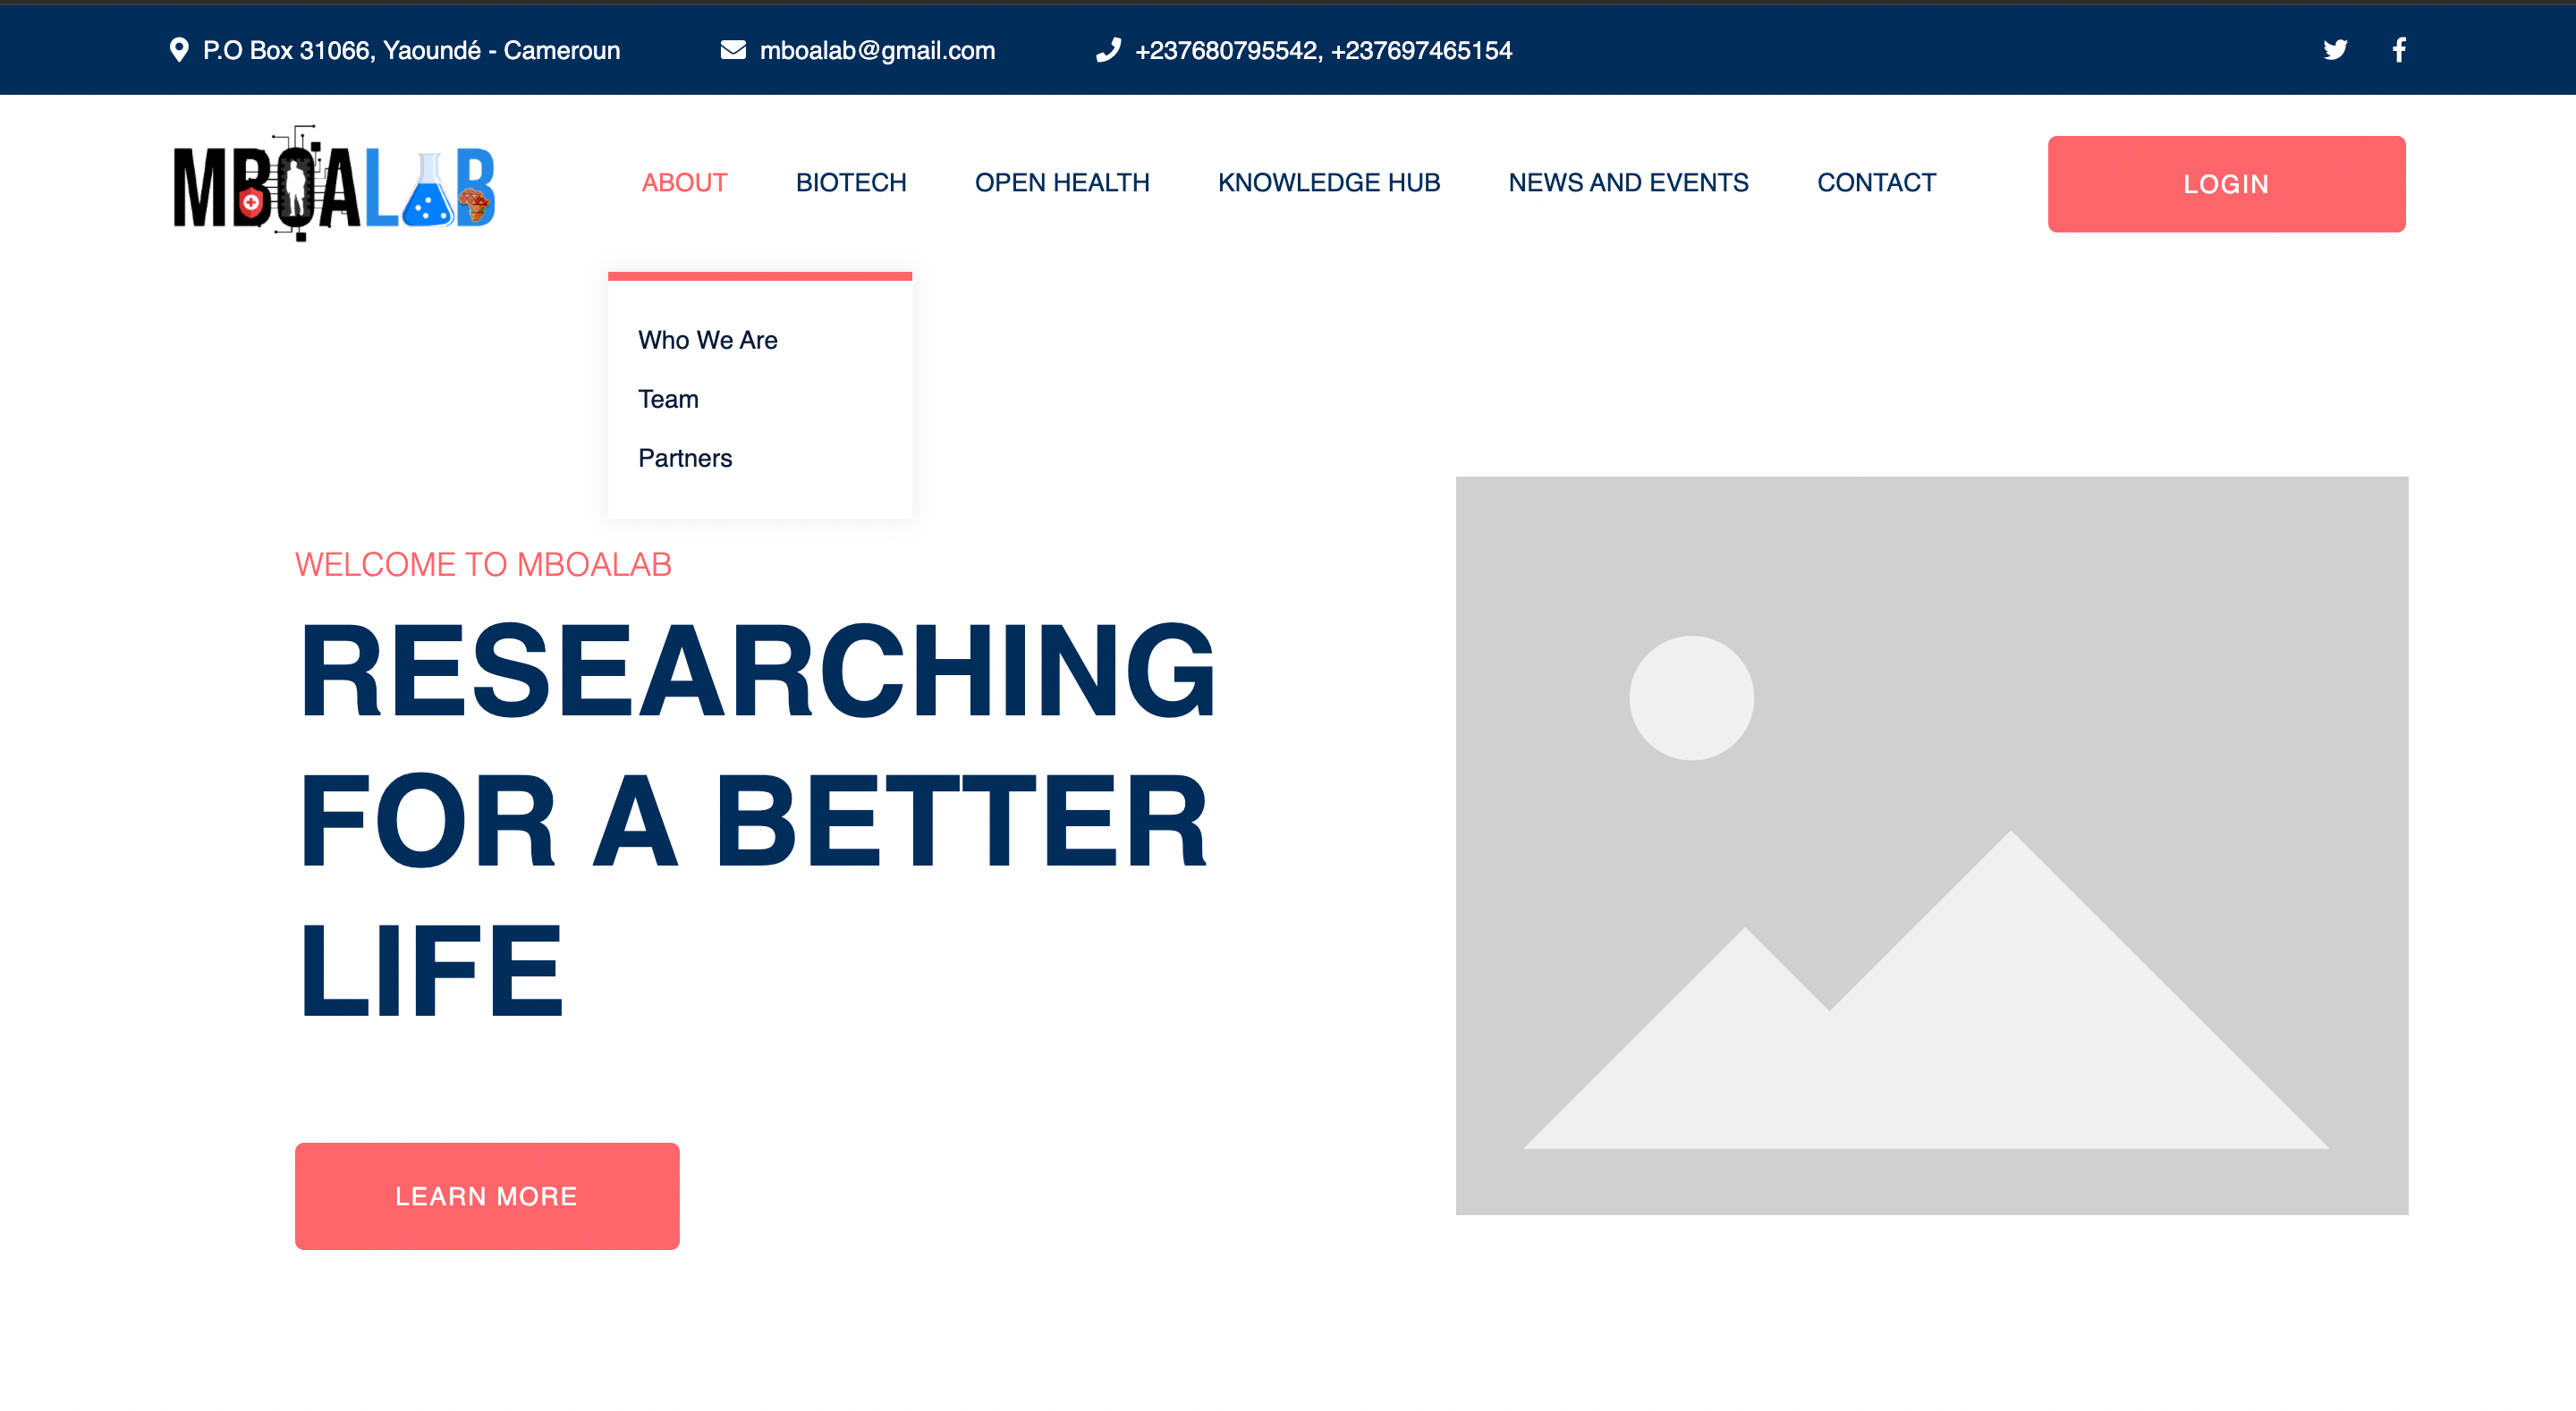 P.O Box 31066, Yaoundé - Cameroun
mboalab@gmail.com
+237680795542, +237697465154
MBOALAB
ABOUT
BIOTECH
OPEN HEALTH
KNOWLEDGE HUB
NEWS AND EVENTS
CONTACT
LOGIN
Who We Are
Team
Partners
WELCOME TO MBOALAB
RESEARCHING
FOR A BETTER
LIFE
LEARN MORE